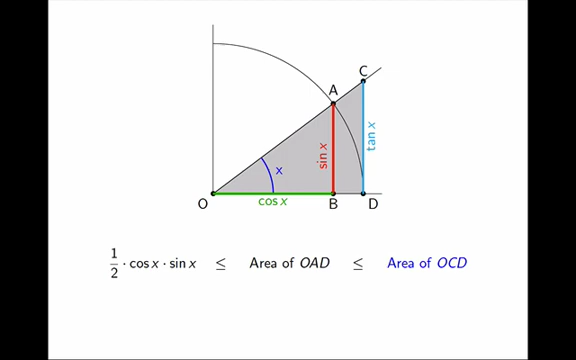 C
A
tan x
sin x
x
O
cos x
B
D
1/2 · cos x · sin x ≤ Area of OAD ≤ Area of OCD